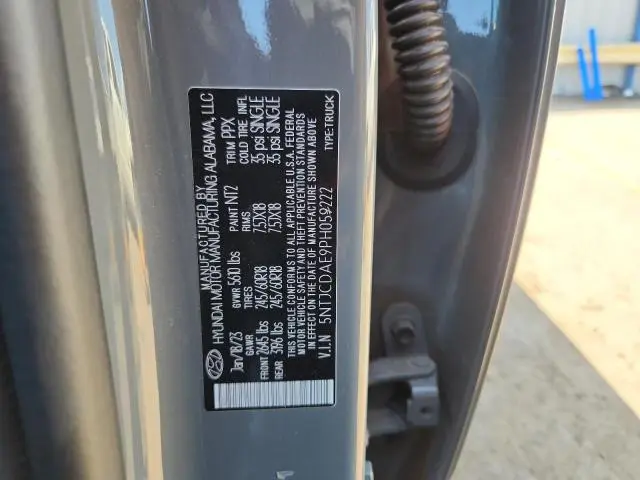 MANUFACTURED BY
HYUNDAI MOTOR MANUFACTURING ALABAMA, LLC
Jan/18/23 GVWR 5610 lbs PAINT NT2 TRIM PPX
GAWR TIRES RIMS COLD TIRE INFL
FRONT 2645 lbs 245/60R18 7.5JX18 35 psi SINGLE
REAR 3196 lbs 245/60R18 7.5JX18 35 psi SINGLE
THIS VEHICLE CONFORMS TO ALL APPLICABLE U.S.A. FEDERAL
MOTOR VEHICLE SAFETY AND THEFT PREVENTION STANDARDS
IN EFFECT ON THE DATE OF MANUFACTURE SHOWN ABOVE
V.I.N 5NTJCDAE9PH059222 TYPE:TRUCK